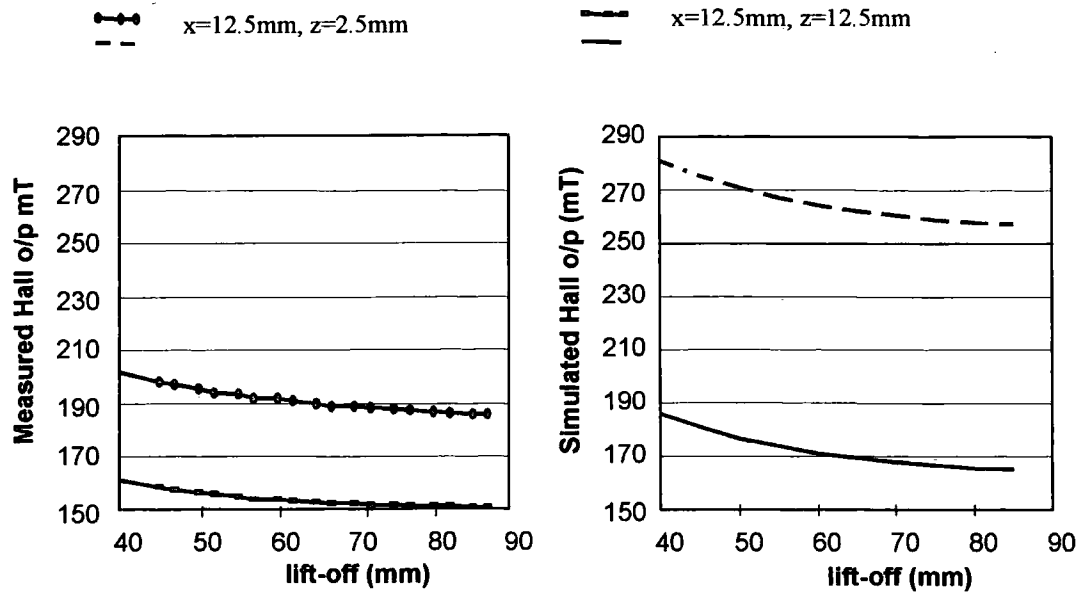 x=12.5mm, z=2.5mm
x=12.5mm, z=12.5mm
Measured Hall o/p mT
290
270
250
230
210
190
170
150
40 50 60 70 80 90
lift-off (mm)
Simulated Hall o/p (mT)
290
270
250
230
210
190
170
150
40 50 60 70 80 90
lift-off (mm)